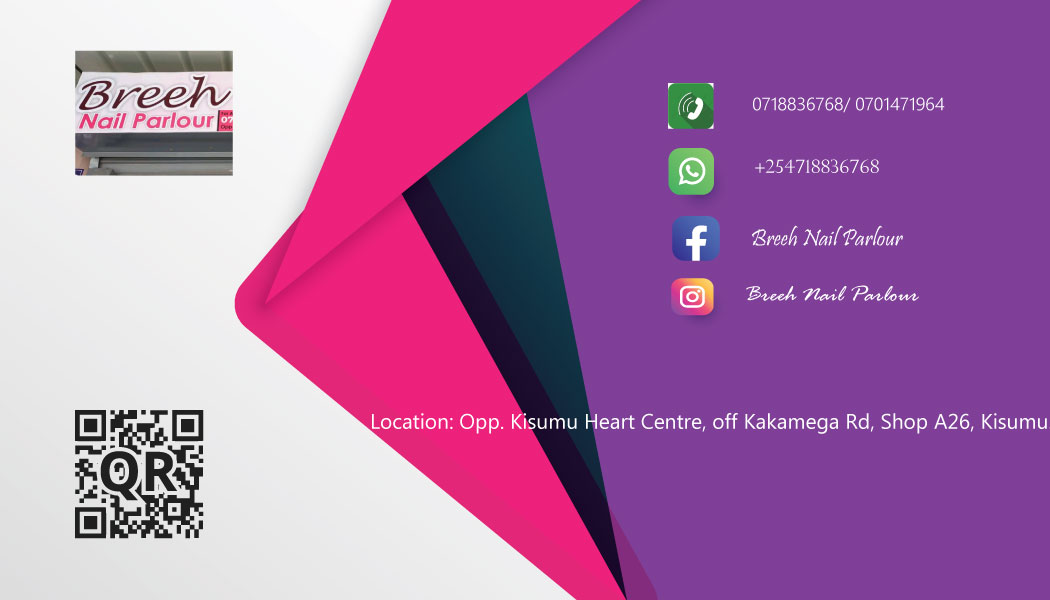 Breeh
Nail Parlour
07
0718836768/ 0701471964
+254718836768
Breeh Nail Parlour
Breeh Nail Parlour
Location: Opp. Kisumu Heart Centre, off Kakamega Rd, Shop A26, Kisumu
QR